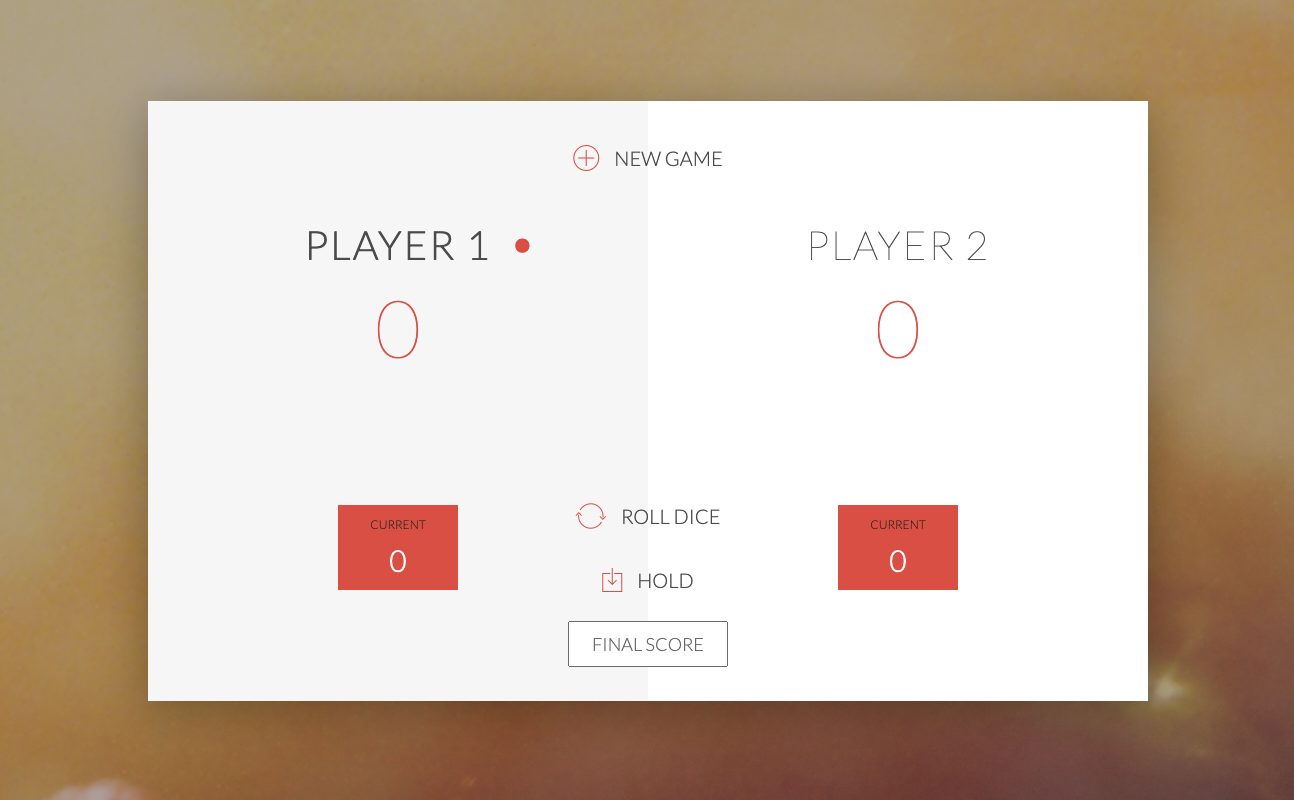 NEW GAME
PLAYER 1
PLAYER 2
0
0
CURRENT
0
ROLL DICE
HOLD
CURRENT
0
FINAL SCORE